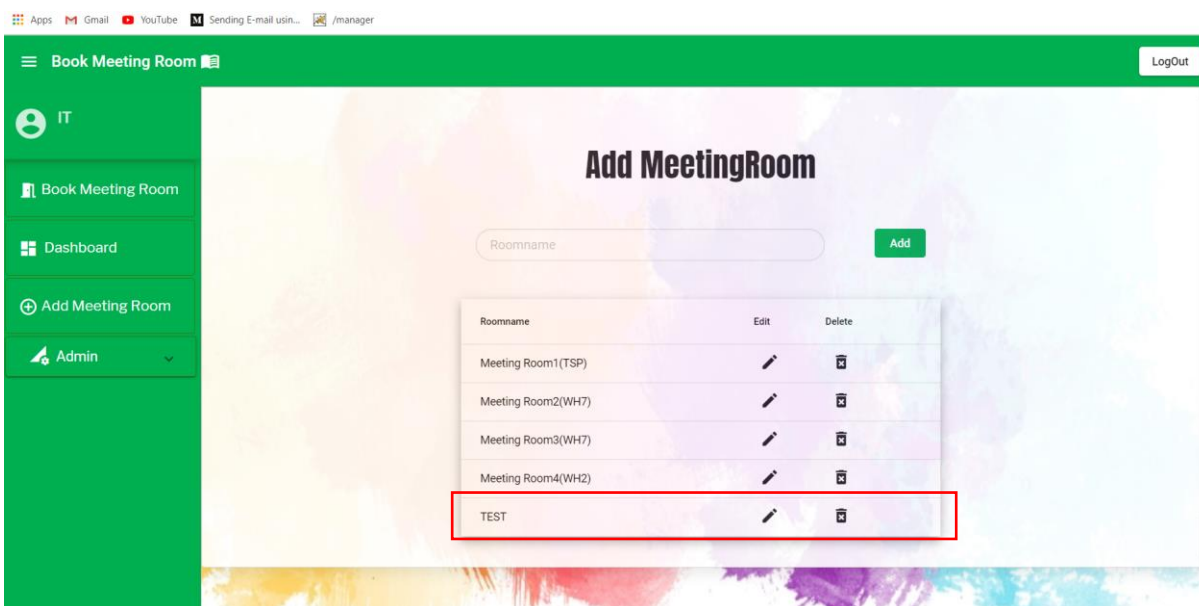 Apps Gmail YouTube M Sending E-mail usin... /manager
Book Meeting Room LogOut
IT
Book Meeting Room
Dashboard
Add Meeting Room
Admin
Add MeetingRoom
Roomname Add
Roomname Edit Delete
Meeting Room1(TSP)
Meeting Room2(WH7)
Meeting Room3(WH7)
Meeting Room4(WH2)
TEST